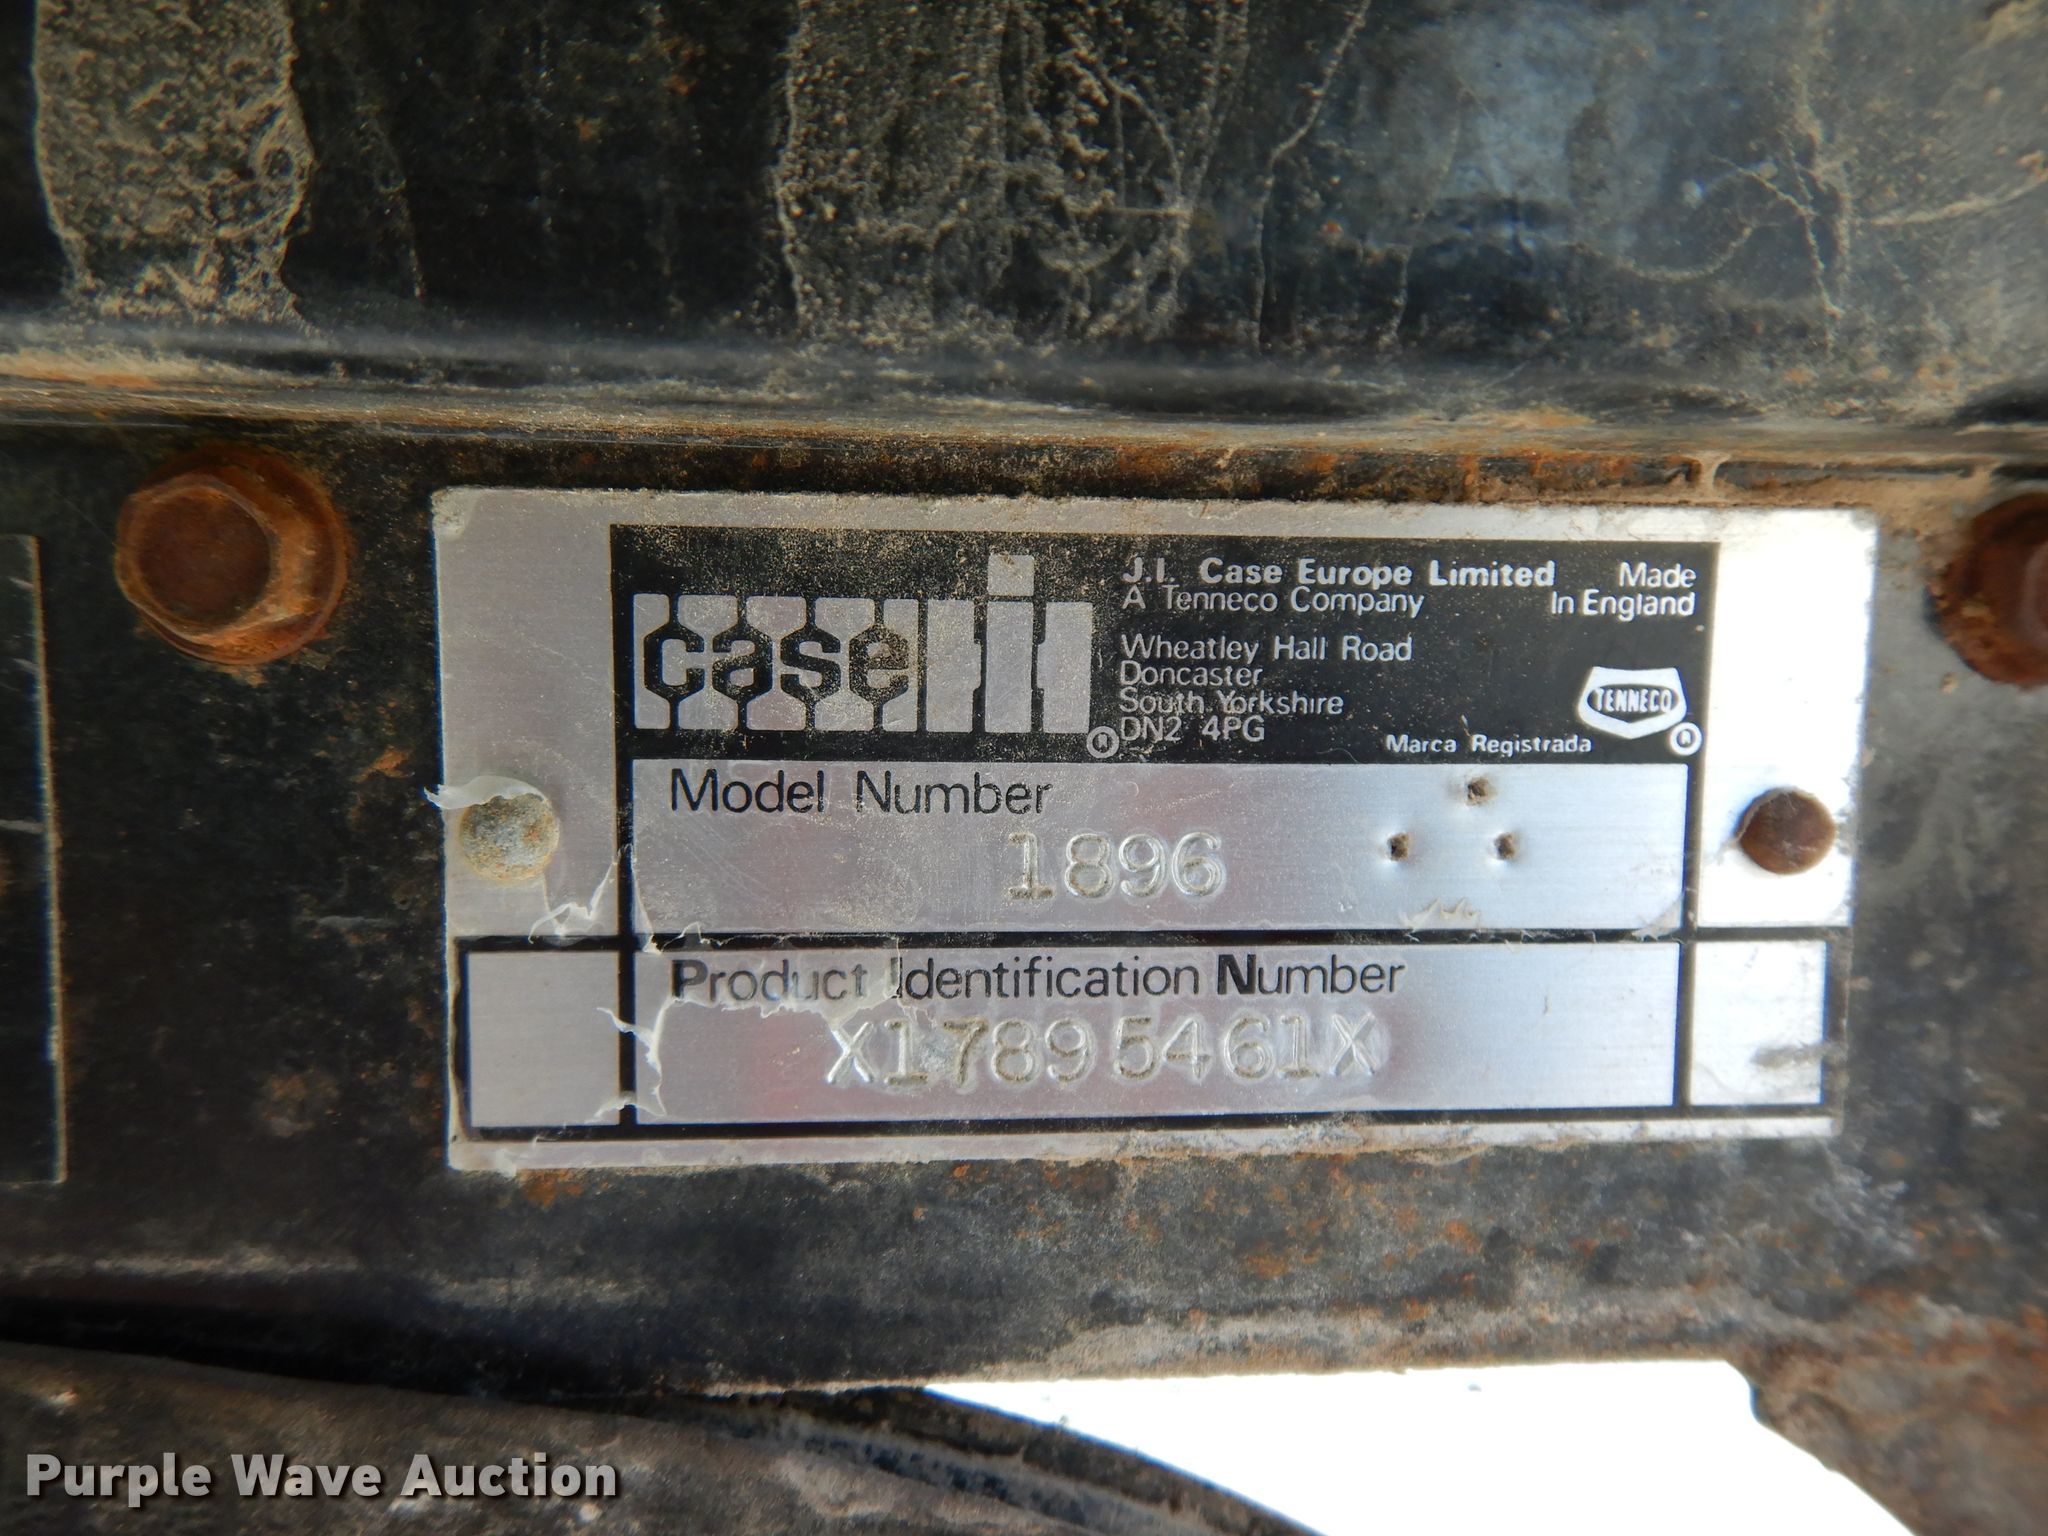 case IH ®
J.I. Case Europe Limited
A Tenneco Company
Made
In England
Wheatley Hall Road
Doncaster
South Yorkshire
DN2 4PG
TENNECO ®
Marca Registrada
Model Number
1896
Product Identification Number
X17895461X
Purple Wave Auction